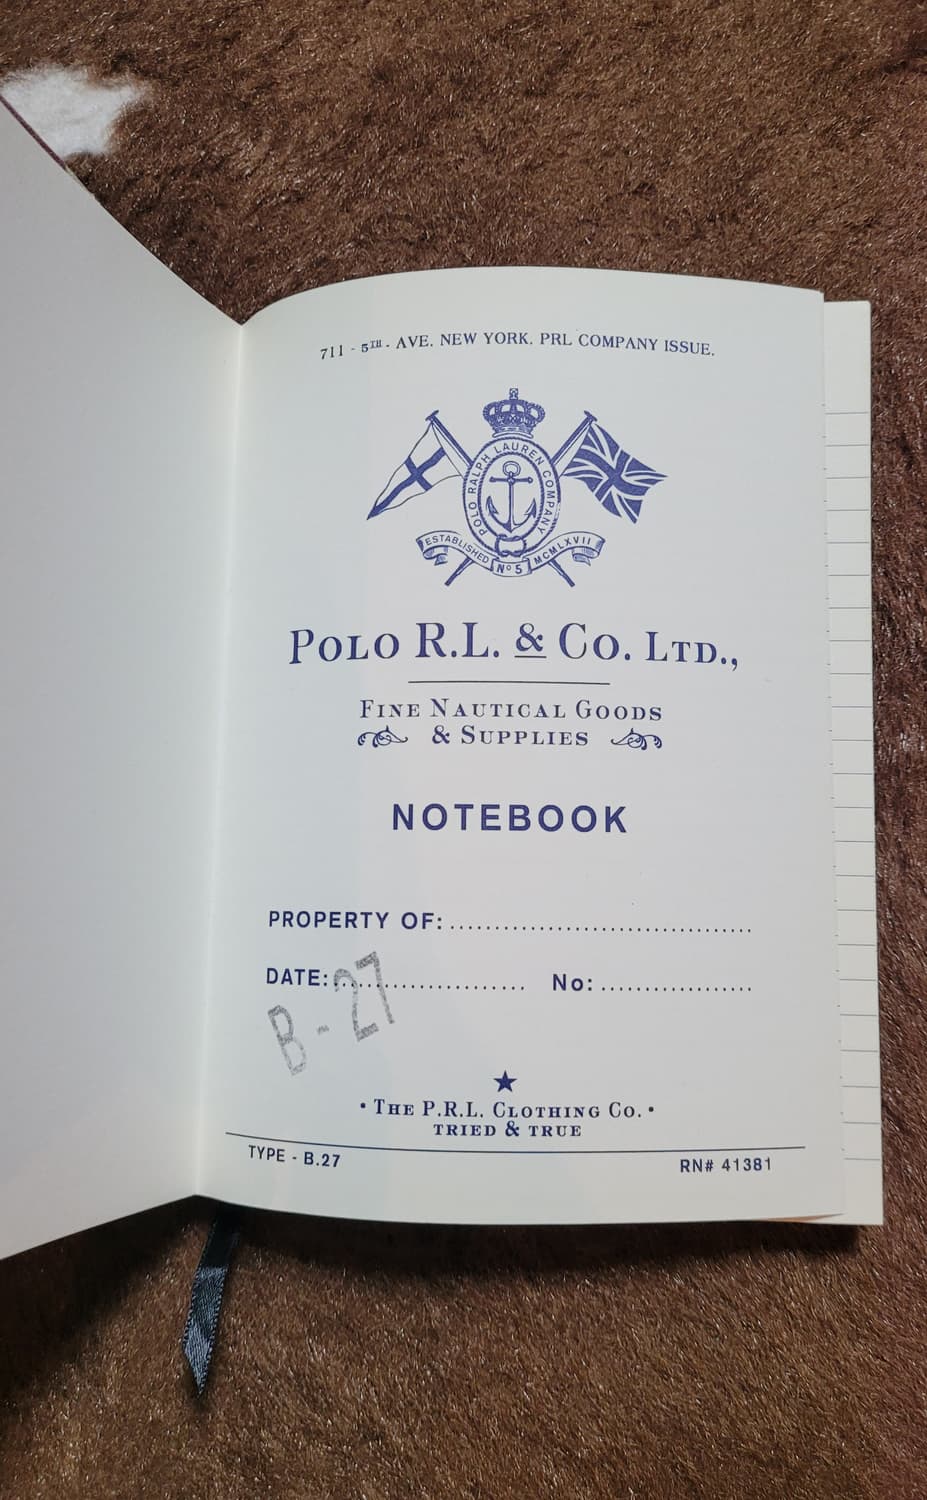 711 - 5TH. AVE. NEW YORK. PRL COMPANY ISSUE.
POLO RALPH LAUREN COMPANY
ESTABLISHED No 5 MCMLXVII
POLO R.L. & CO. LTD.,
FINE NAUTICAL GOODS
& SUPPLIES
NOTEBOOK
PROPERTY OF:..................................
DATE:...................... No:.................
B-27
• THE P.R.L. CLOTHING CO. •
TRIED & TRUE
TYPE - B.27 RN# 41381